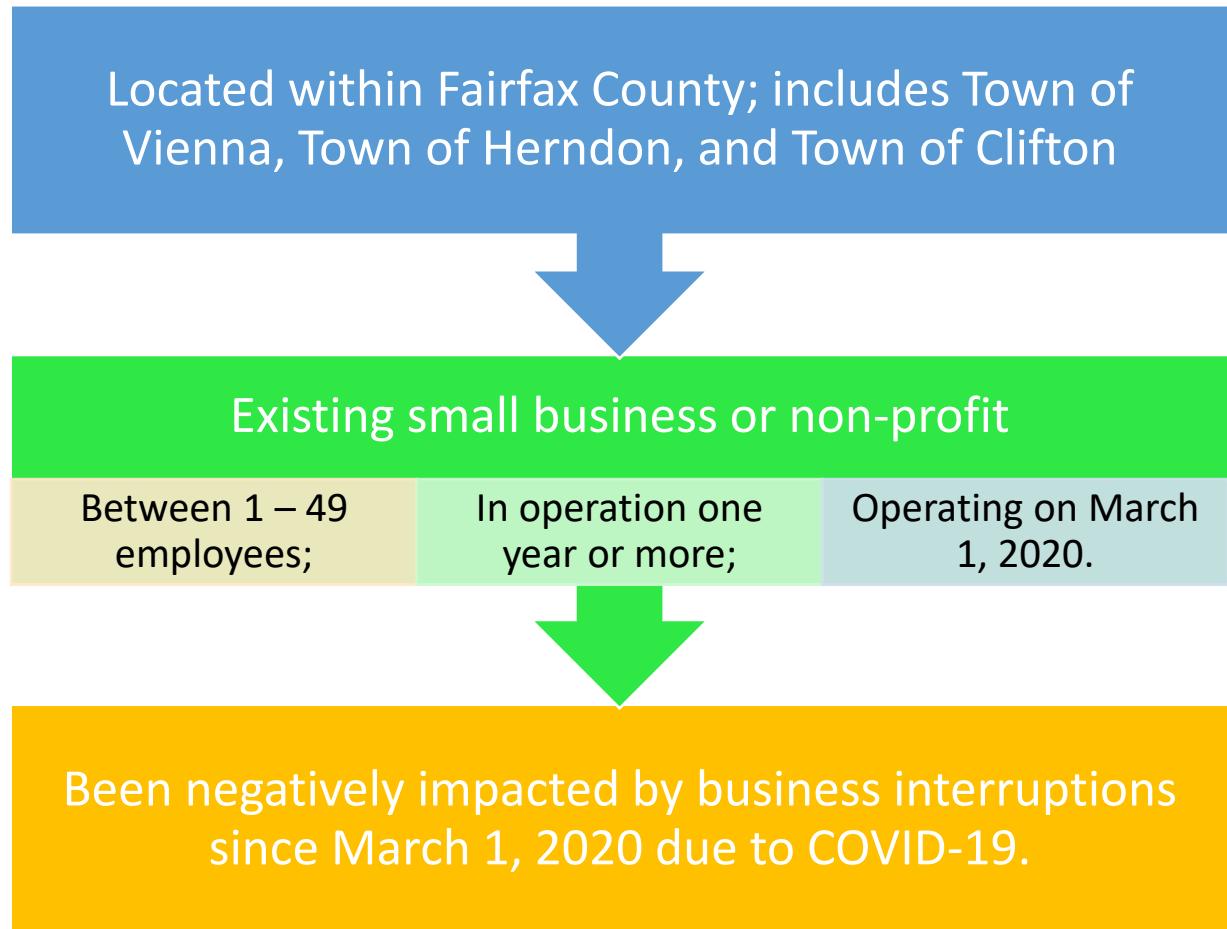 Located within Fairfax County; includes Town of
Vienna, Town of Herndon, and Town of Clifton
Existing small business or non-profit
Between 1 – 49
employees;
In operation one
year or more;
Operating on March
1, 2020.
Been negatively impacted by business interruptions
since March 1, 2020 due to COVID-19.